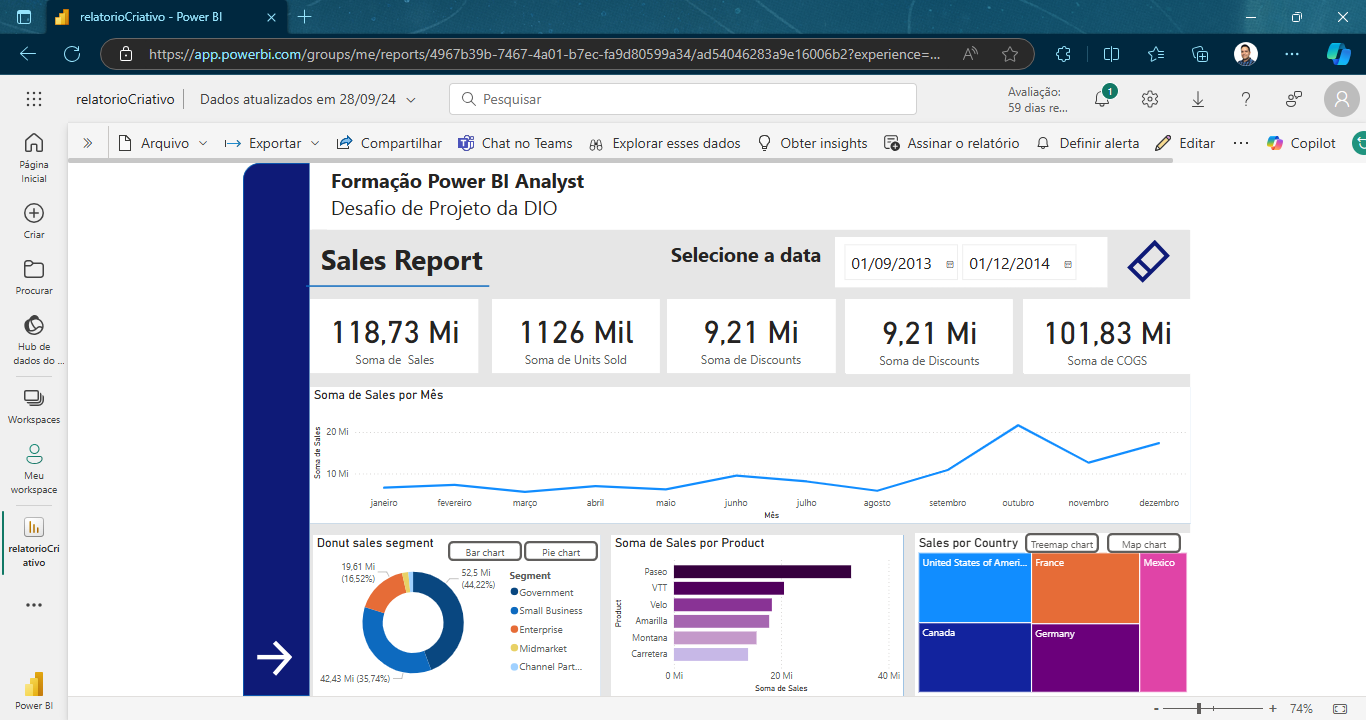 relatorioCriativo - Power BI
https://app.powerbi.com/groups/me/reports/4967b39b-7467-4a01-b7ec-fa9d80599a34/ad54046283a9e16006b2?experience=...
relatorioCriativo
Dados atualizados em 28/09/24
Pesquisar
Avaliação:
59 dias re...
1
Arquivo
Exportar
Compartilhar
Chat no Teams
Explorar esses dados
Obter insights
Assinar o relatório
Definir alerta
Editar
Copilot
Página
Inicial
Criar
Procurar
Hub de
dados do ...
Workspaces
Meu
workspace
relatorioCri
ativo
Power BI
Formação Power BI Analyst
Desafio de Projeto da DIO
Sales Report
Selecione a data
01/09/2013
01/12/2014
118,73 Mi
Soma de Sales
1126 Mil
Soma de Units Sold
9,21 Mi
Soma de Discounts
9,21 Mi
Soma de Discounts
101,83 Mi
Soma de COGS
Soma de Sales por Mês
Soma de Sales
20 Mi
10 Mi
janeiro fevereiro março abril maio junho julho agosto setembro outubro novembro dezembro
Mês
Donut sales segment
Bar chart
Pie chart
19,61 Mi
(16,52%)
52,5 Mi
(44,22%)
42,43 Mi (35,74%)
Segment
Government
Small Business
Enterprise
Midmarket
Channel Part...
Soma de Sales por Product
Product
Paseo
VTT
Velo
Amarilla
Montana
Carretera
0 Mi 20 Mi 40 Mi
Soma de Sales
Sales por Country
Treemap chart
Map chart
United States of Ameri...
France
Mexico
Canada
Germany
- + 74%